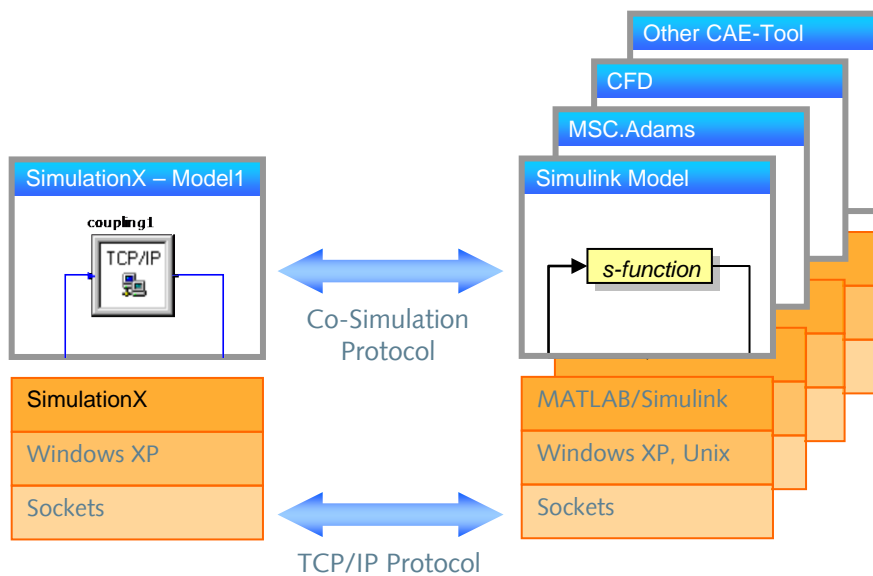 Other CAE-Tool
CFD
MSC.Adams
SimulationX – Model1
Simulink Model
coupling1
TCP/IP
s-function
Co-Simulation
Protocol
SimulationX
MATLAB/Simulink
Windows XP
Windows XP, Unix
Sockets
Sockets
TCP/IP Protocol